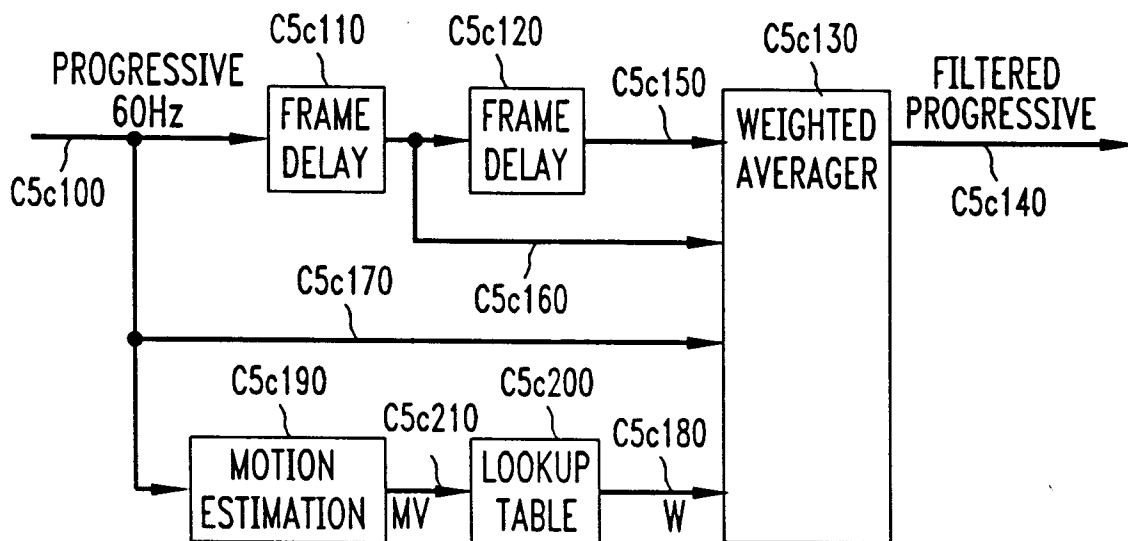 C5c110
C5c120
C5c130
PROGRESSIVE
60Hz
C5c150
FILTERED
PROGRESSIVE
FRAME
DELAY
FRAME
DELAY
WEIGHTED
AVERAGER
C5c100
C5c140
C5c160
C5c170
C5c190
C5c200
C5c210
C5c180
MOTION
ESTIMATION
MV
LOOKUP
TABLE
W